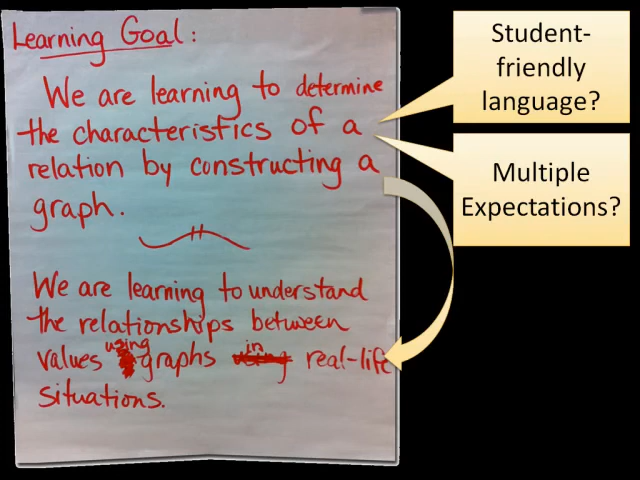 Learning Goal:
We are learning to determine
the characteristics of a
relation by constructing a
graph.
We are learning to understand
the relationships between
values using graphs in real-life
situations.
Student-
friendly
language?
Multiple
Expectations?